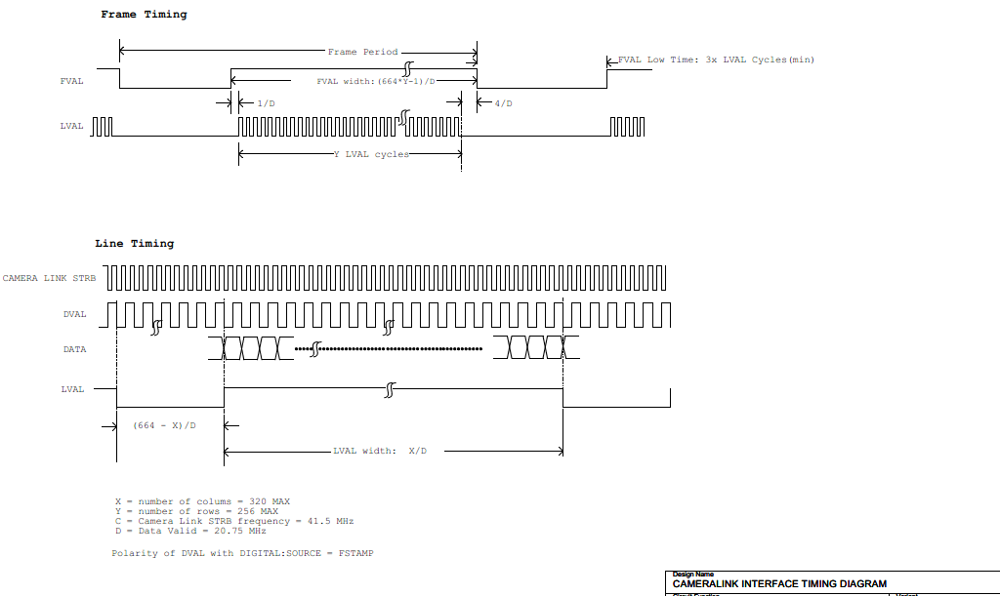 Frame Timing
Frame Period
FVAL Low Time: 3x LVAL Cycles(min)
FVAL
FVAL width:(664*Y-1)/D
1/D
4/D
LVAL
Y LVAL cycles
Line Timing
CAMERA LINK STRB
DVAL
DATA
LVAL
(664 - X)/D
LVAL width: X/D
X = number of colums = 320 MAX
Y = number of rows = 256 MAX
C = Camera Link STRB frequency = 41.5 MHz
D = Data Valid = 20.75 MHz
Polarity of DVAL with DIGITAL:SOURCE = FSTAMP
Design Name
CAMERALINK INTERFACE TIMING DIAGRAM